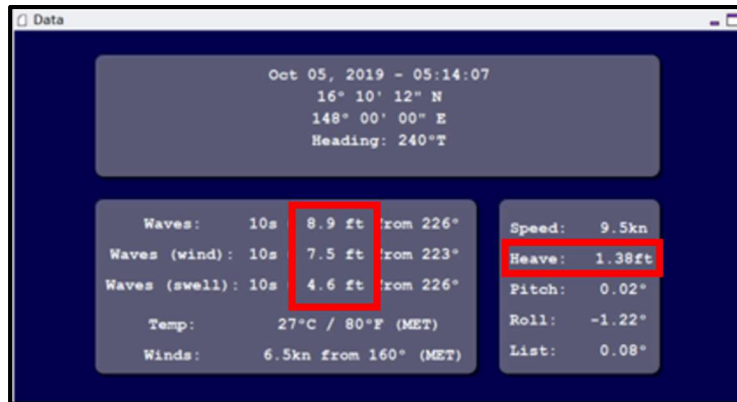 Data
Oct 05, 2019 - 05:14:07
16° 10' 12" N
148° 00' 00" E
Heading: 240°T
Waves: 10s 8.9 ft from 226°
Waves (wind): 10s 7.5 ft from 223°
Waves (swell): 10s 4.6 ft from 226°
Temp: 27°C / 80°F (MET)
Winds: 6.5kn from 160° (MET)
Speed: 9.5kn
Heave: 1.38ft
Pitch: 0.02°
Roll: -1.22°
List: 0.08°